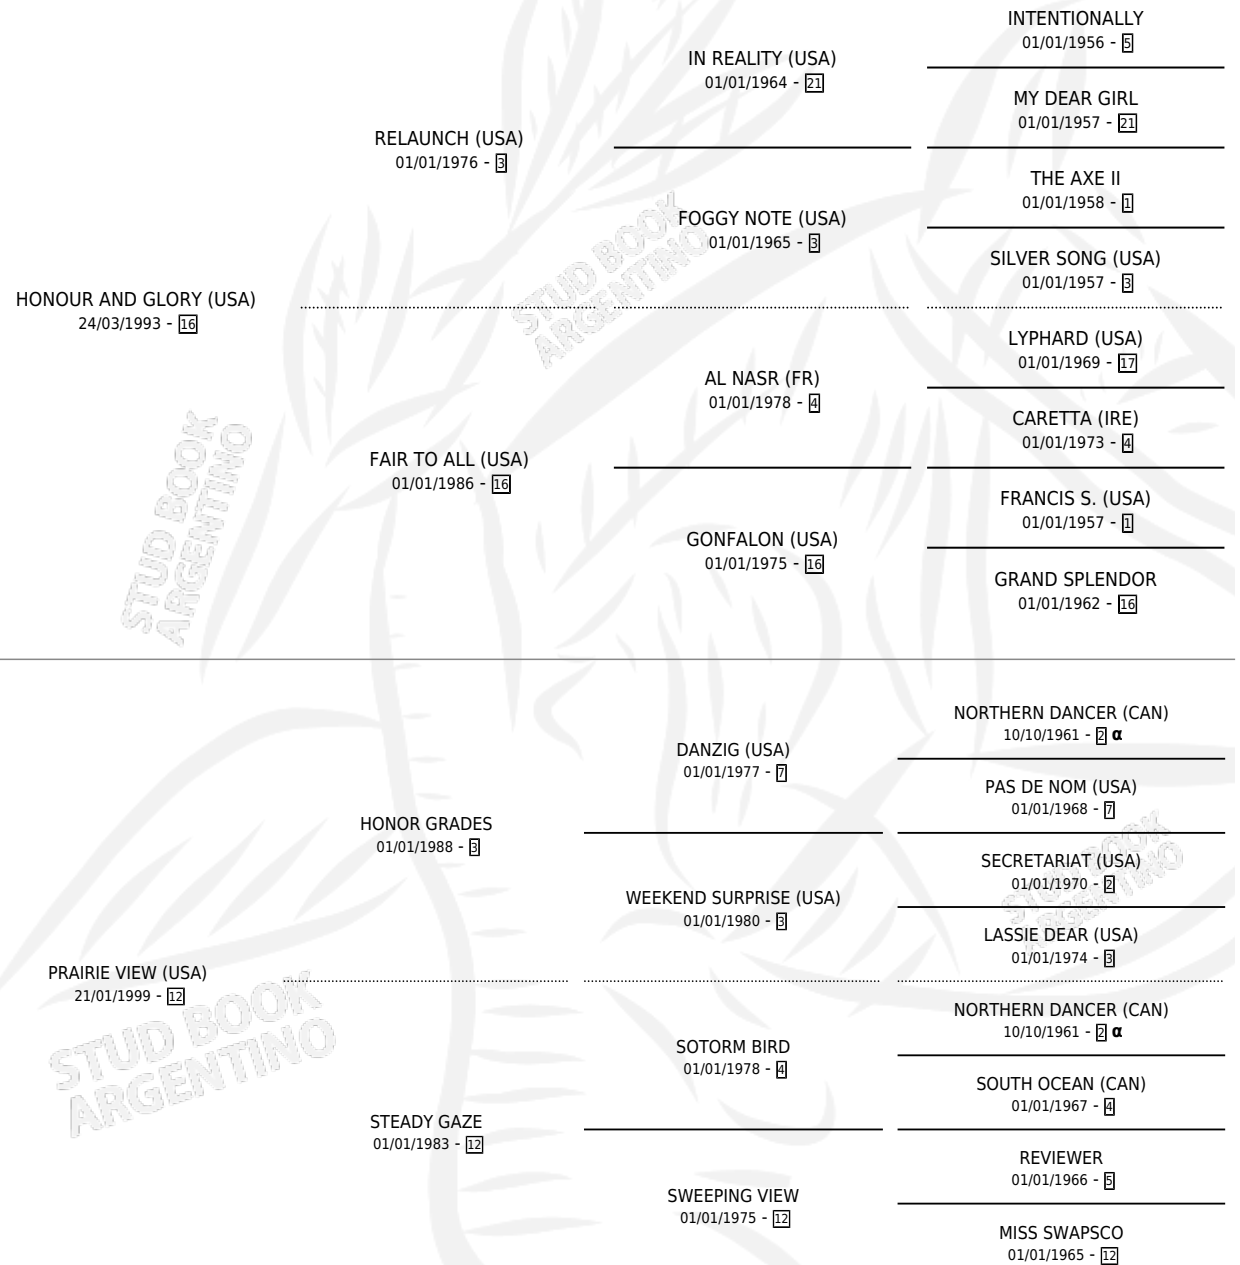 INTENTIONALLY
01/01/1956 - 5
IN REALITY (USA)
01/01/1964 - 21
MY DEAR GIRL
01/01/1957 - 21
RELAUNCH (USA)
01/01/1976 - 3
THE AXE II
01/01/1958 - 1
FOGGY NOTE (USA)
01/01/1965 - 3
SILVER SONG (USA)
01/01/1957 - 3
HONOUR AND GLORY (USA)
24/03/1993 - 16
LYPHARD (USA)
01/01/1969 - 17
AL NASR (FR)
01/01/1978 - 4
CARETTA (IRE)
01/01/1973 - 4
FAIR TO ALL (USA)
01/01/1986 - 16
FRANCIS S. (USA)
01/01/1957 - 1
GONFALON (USA)
01/01/1975 - 16
GRAND SPLENDOR
01/01/1962 - 16
NORTHERN DANCER (CAN)
10/10/1961 - 2 α
DANZIG (USA)
01/01/1977 - 7
PAS DE NOM (USA)
01/01/1968 - 7
HONOR GRADES
01/01/1988 - 3
SECRETARIAT (USA)
01/01/1970 - 2
WEEKEND SURPRISE (USA)
01/01/1980 - 3
LASSIE DEAR (USA)
01/01/1974 - 3
PRAIRIE VIEW (USA)
21/01/1999 - 12
NORTHERN DANCER (CAN)
10/10/1961 - 2 α
SOTORM BIRD
01/01/1978 - 4
SOUTH OCEAN (CAN)
01/01/1967 - 4
STEADY GAZE
01/01/1983 - 12
REVIEWER
01/01/1966 - 5
SWEEPING VIEW
01/01/1975 - 12
MISS SWAPSCO
01/01/1965 - 12
STUD BOOK
ARGENTINO
STUD BOOK
ARGENTINO
STUD BOOK
ARGENTINO
STUD BOOK
ARGENTINO